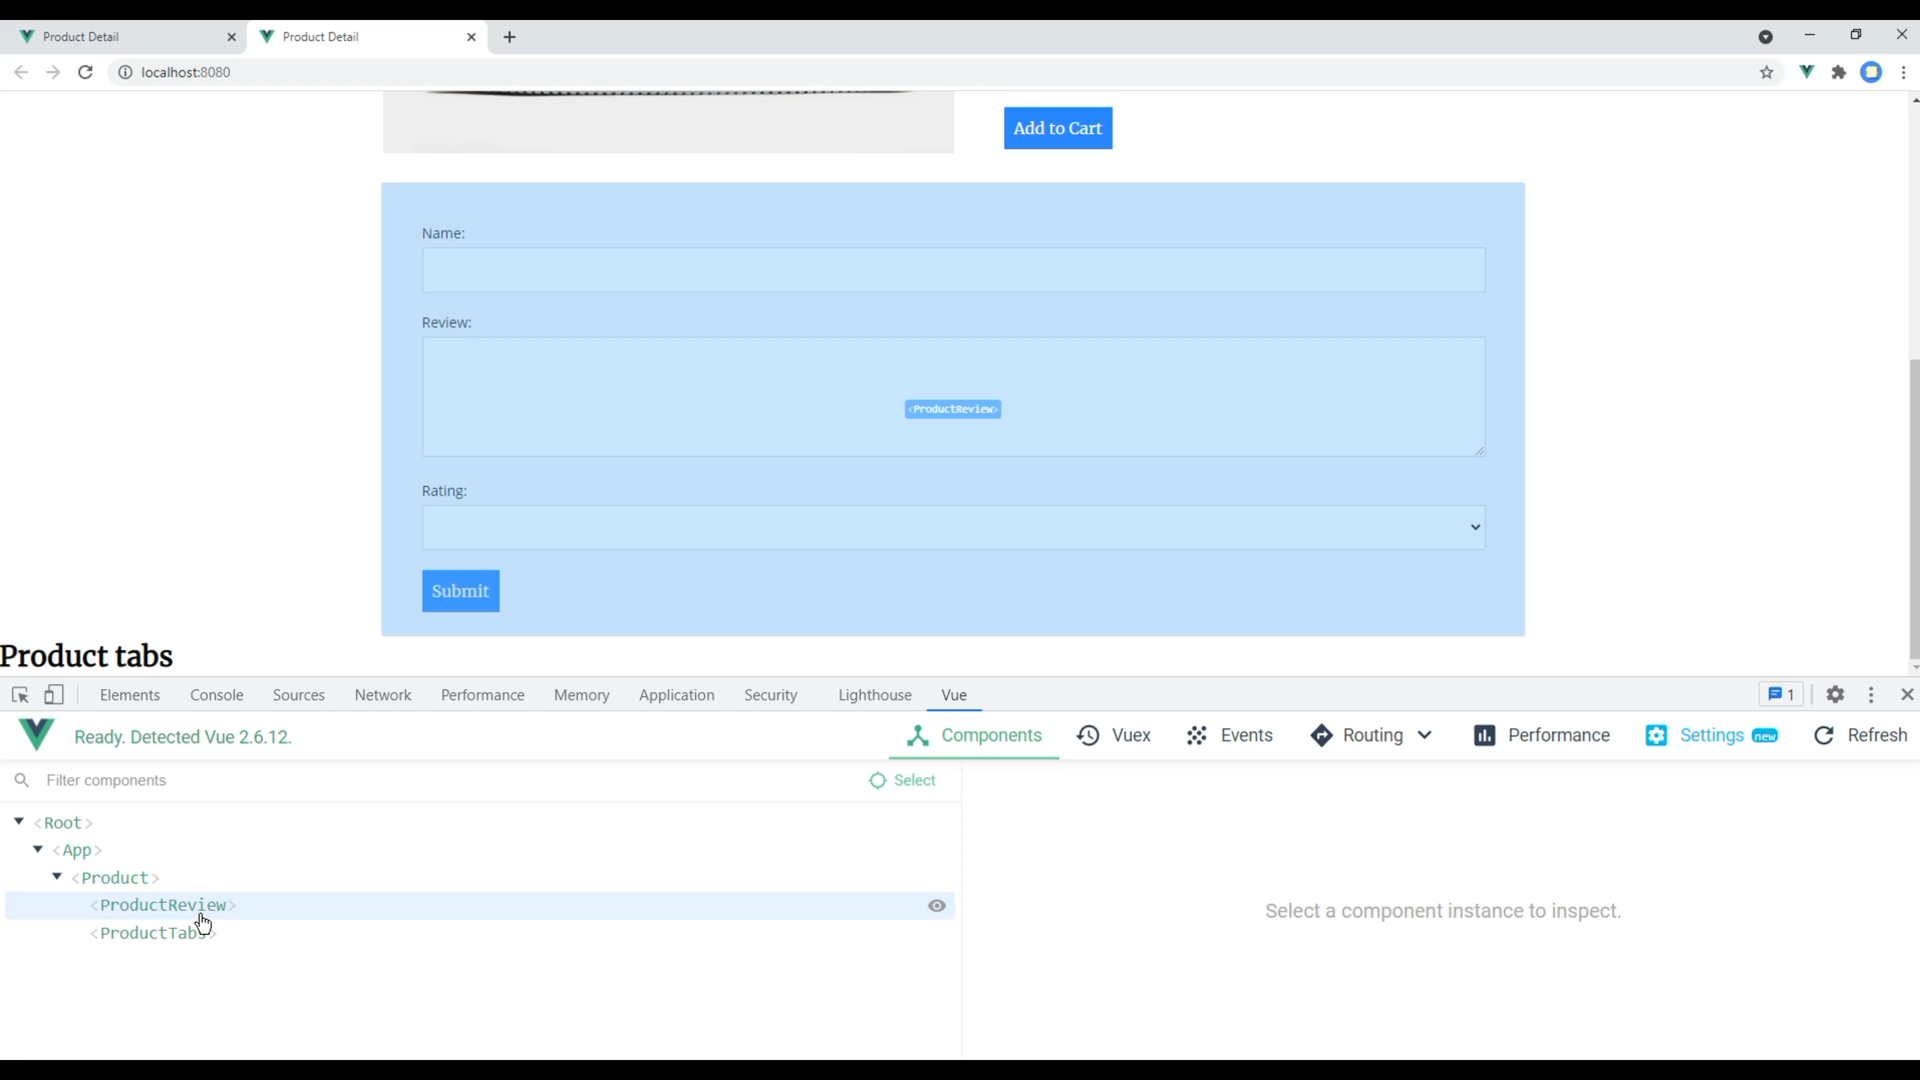 Product Detail
Product Detail
localhost:8080
Add to Cart
Name:
Review:
<ProductReview>
Rating:
Submit
Product tabs
Elements Console Sources Network Performance Memory Application Security Lighthouse Vue 1
Ready. Detected Vue 2.6.12.
Components Vuex Events Routing Performance Settings new Refresh
Filter components
Select
<Root>
<App>
<Product>
<ProductReview>
<ProductTabs>
Select a component instance to inspect.